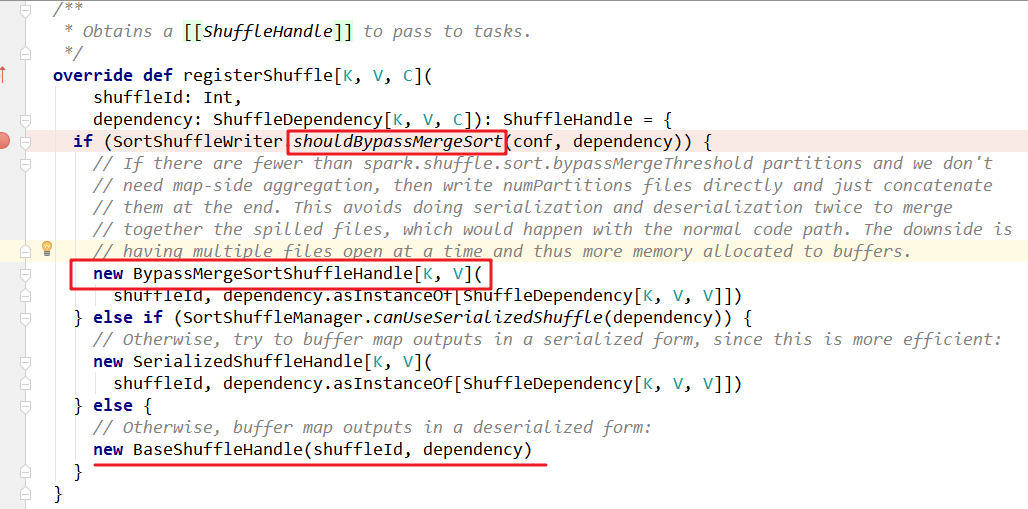 /**
 * Obtains a [[ShuffleHandle]] to pass to tasks.
 */
override def registerShuffle[K, V, C](
    shuffleId: Int,
    dependency: ShuffleDependency[K, V, C]): ShuffleHandle = {
  if (SortShuffleWriter.shouldBypassMergeSort(conf, dependency)) {
    // If there are fewer than spark.shuffle.sort.bypassMergeThreshold partitions and we don't
    // need map-side aggregation, then write numPartitions files directly and just concatenate
    // them at the end. This avoids doing serialization and deserialization twice to merge
    // together the spilled files, which would happen with the normal code path. The downside is
    // having multiple files open at a time and thus more memory allocated to buffers.
    new BypassMergeSortShuffleHandle[K, V](
      shuffleId, dependency.asInstanceOf[ShuffleDependency[K, V, V]])
  } else if (SortShuffleManager.canUseSerializedShuffle(dependency)) {
    // Otherwise, try to buffer map outputs in a serialized form, since this is more efficient:
    new SerializedShuffleHandle[K, V](
      shuffleId, dependency.asInstanceOf[ShuffleDependency[K, V, V]])
  } else {
    // Otherwise, buffer map outputs in a deserialized form:
    new BaseShuffleHandle(shuffleId, dependency)
  }
}